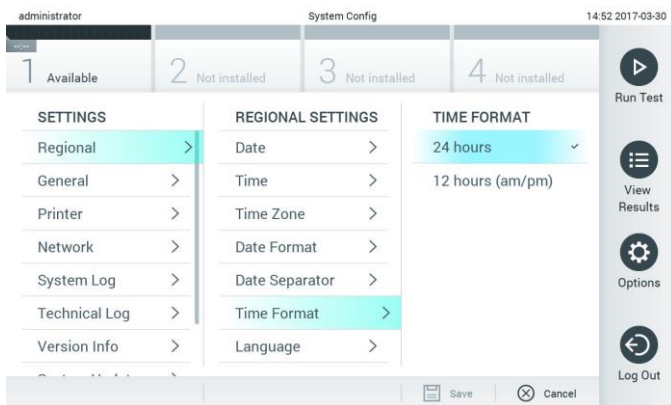 administrator System Config 14:52 2017-03-30
--:--
1 Available 2 Not installed 3 Not installed 4 Not installed
Run Test
SETTINGS REGIONAL SETTINGS TIME FORMAT
Regional Date 24 hours
General Time 12 hours (am/pm)
View
Results
Printer Time Zone
Network Date Format
System Log Date Separator
Options
Technical Log Time Format
Version Info Language
Log Out
Save Cancel